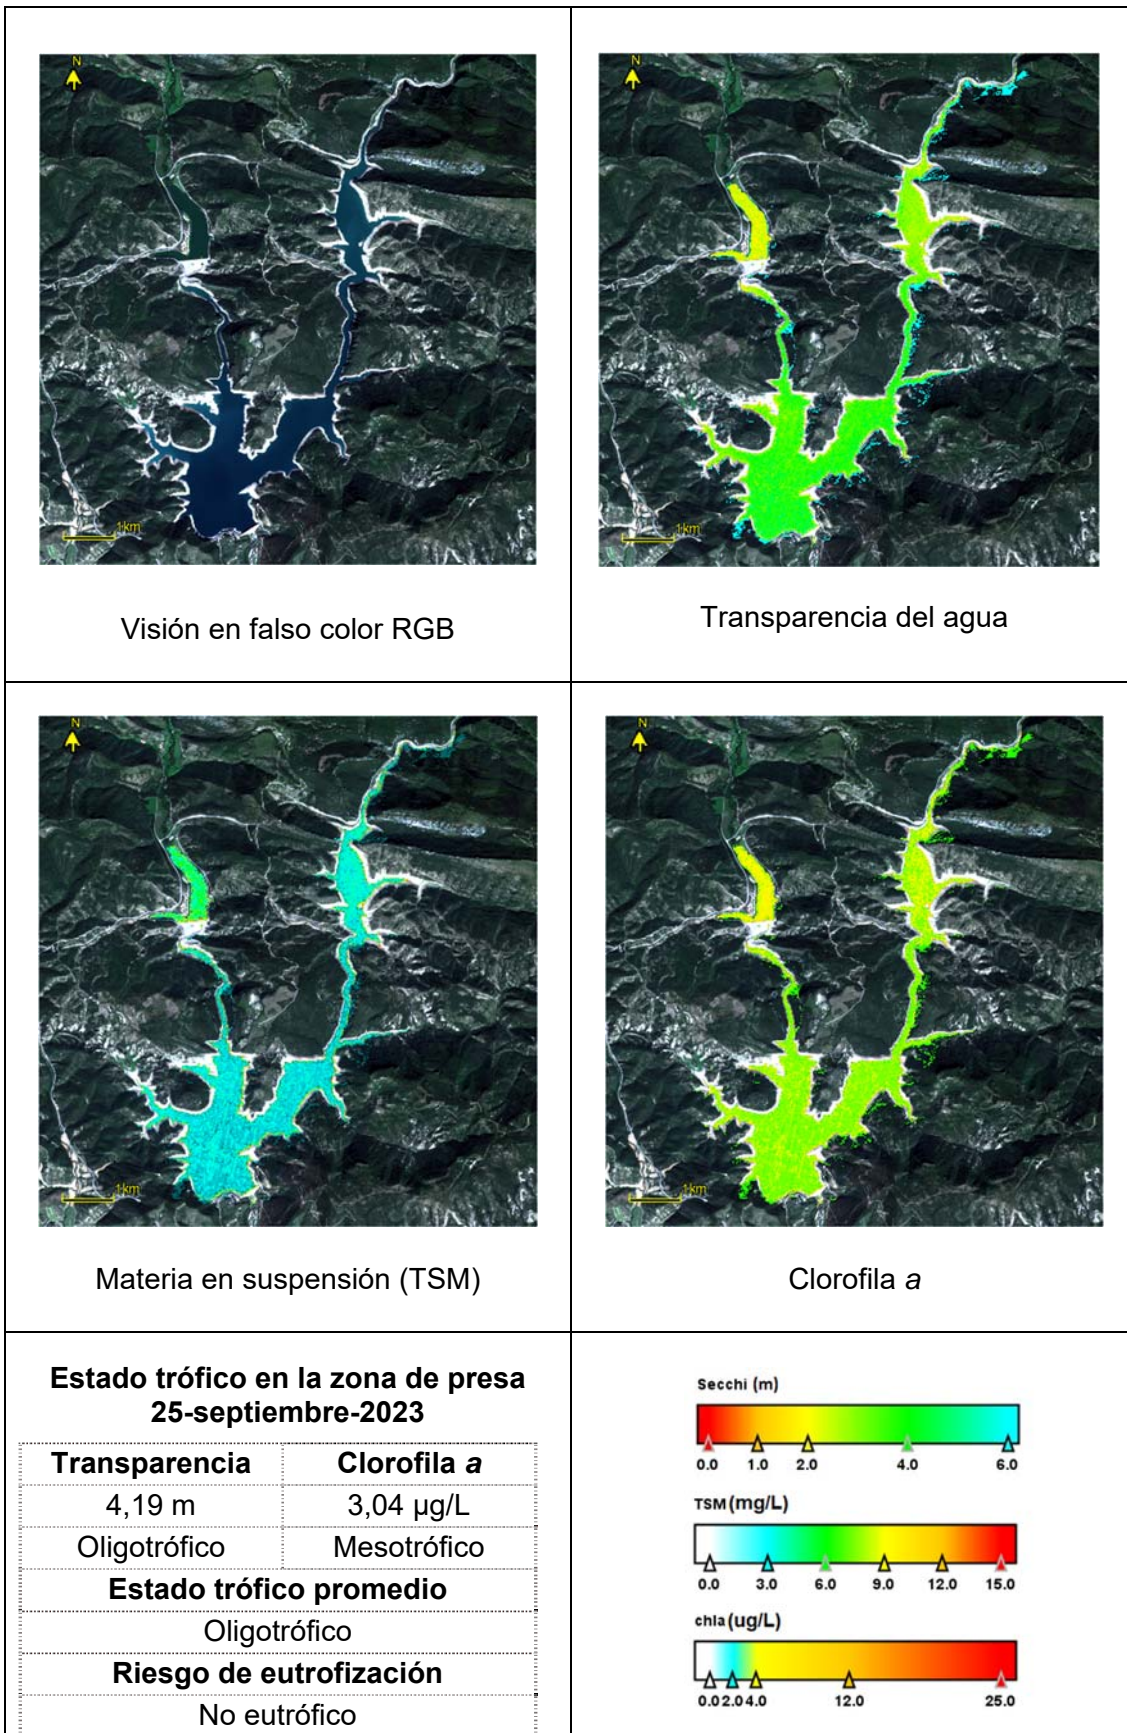 N
1km
Visión en falso color RGB
N
1km
Transparencia del agua
N
1km
Materia en suspensión (TSM)
N
1km
Clorofila a
Estado trófico en la zona de presa
25-septiembre-2023
Transparencia Clorofila a
4,19 m 3,04 µg/L
Oligotrófico Mesotrófico
Estado trófico promedio
Oligotrófico
Riesgo de eutrofización
No eutrófico
Secchi (m)
0.0 1.0 2.0 4.0 6.0
TSM (mg/L)
0.0 3.0 6.0 9.0 12.0 15.0
chla (ug/L)
0.0 2.0 4.0 12.0 25.0